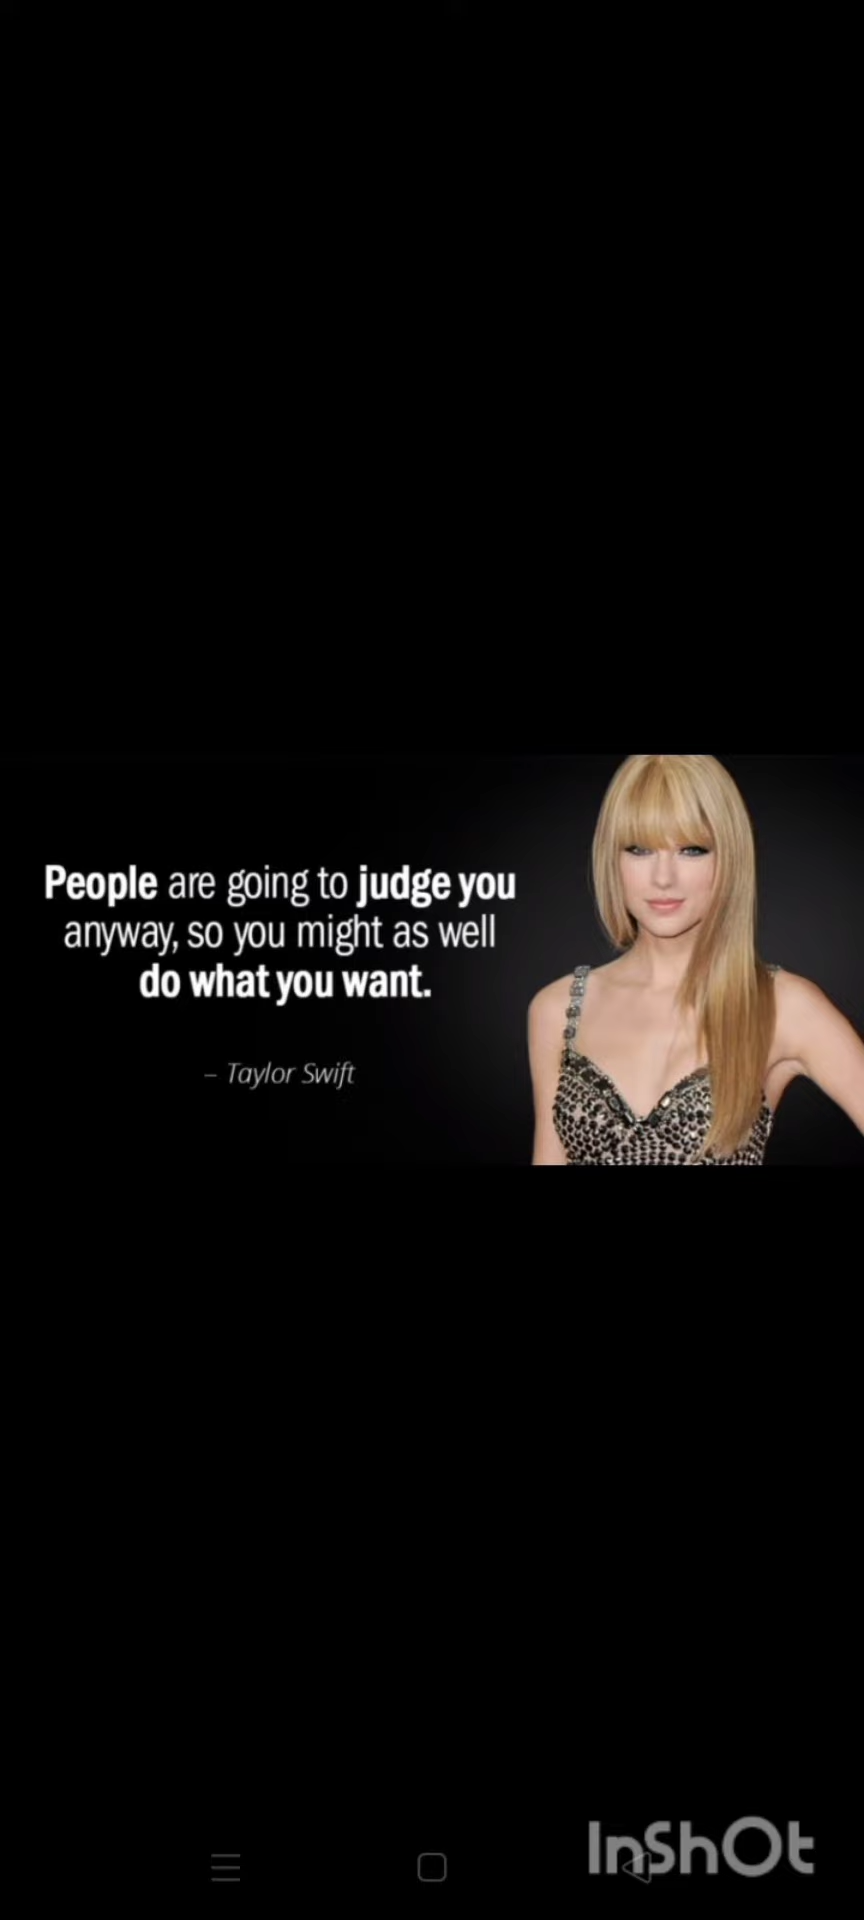 People are going to judge you
anyway, so you might as well
do what you want.
– Taylor Swift
InShOt